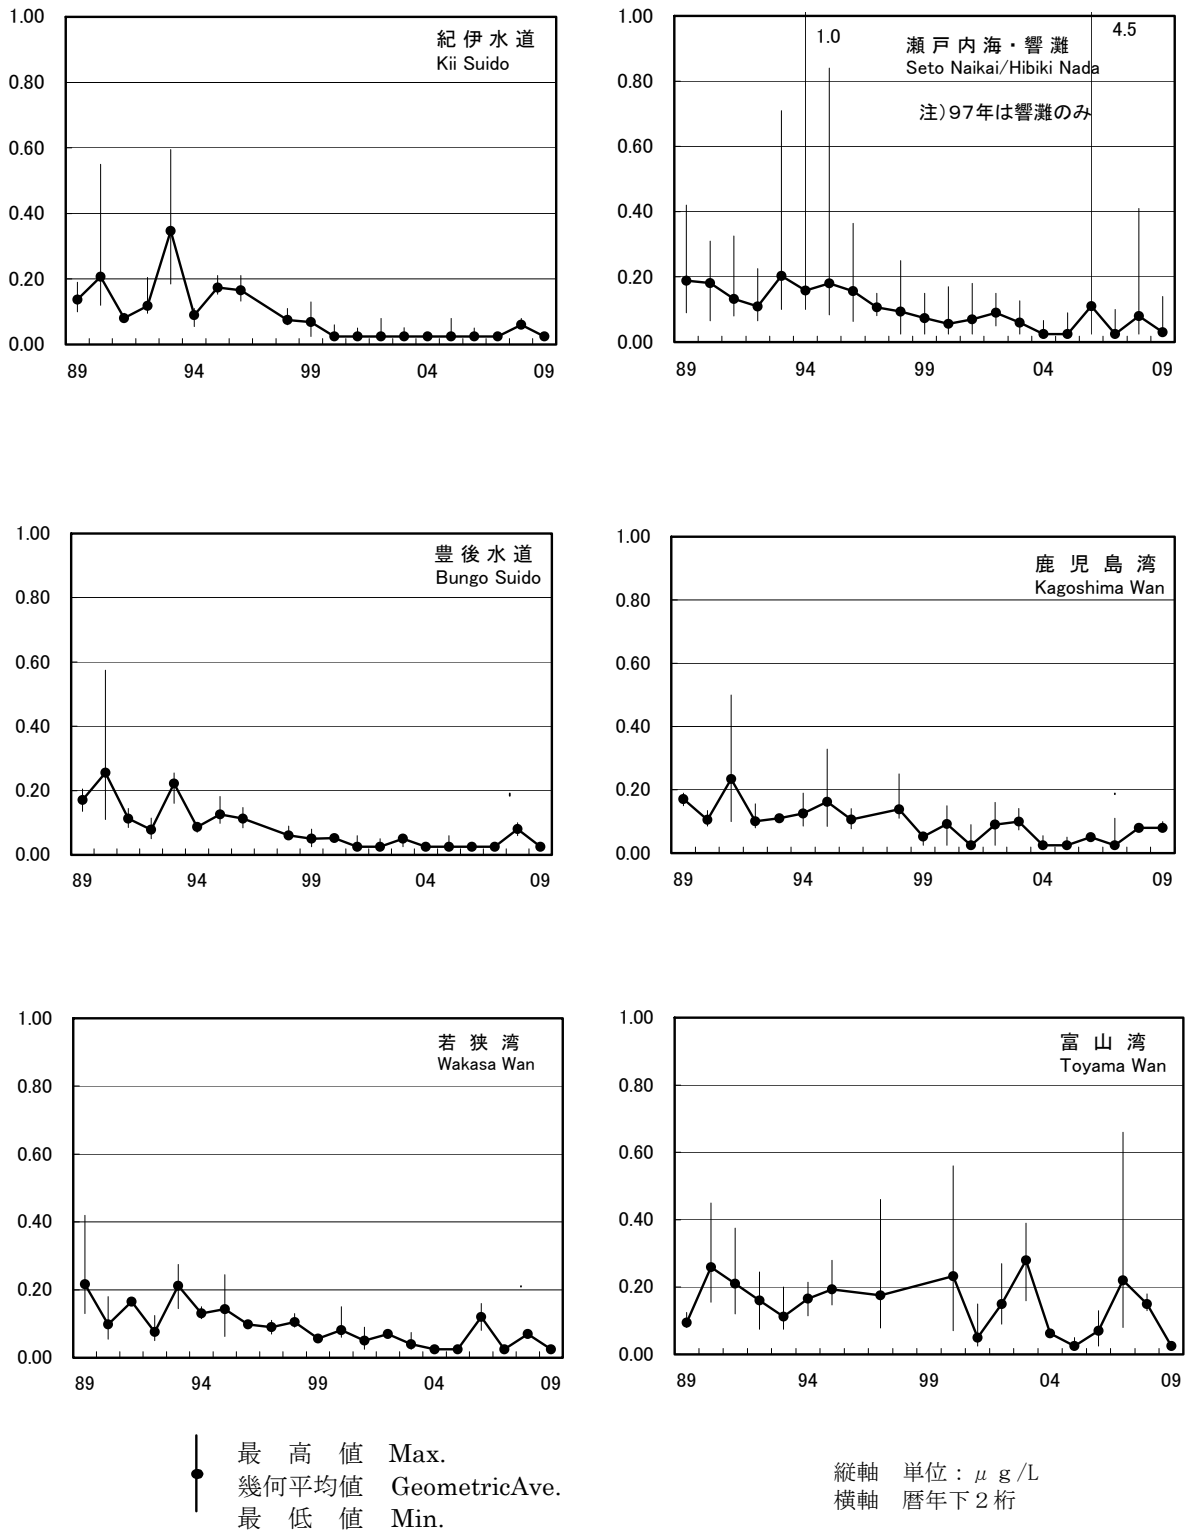 1.00
0.80
0.60
0.40
0.20
0.00
89 94 99 04 09
紀伊水道
Kii Suido
1.00
0.80
0.60
0.40
0.20
0.00
89 94 99 04 09
1.0
4.5
瀬戸内海・響灘
Seto Naikai/Hibiki Nada
注)97年は響灘のみ
1.00
0.80
0.60
0.40
0.20
0.00
89 94 99 04 09
豊後水道
Bungo Suido
1.00
0.80
0.60
0.40
0.20
0.00
89 94 99 04 09
鹿児島湾
Kagoshima Wan
1.00
0.80
0.60
0.40
0.20
0.00
89 94 99 04 09
若狭湾
Wakasa Wan
1.00
0.80
0.60
0.40
0.20
0.00
89 94 99 04 09
富山湾
Toyama Wan
最高値 Max.
幾何平均値 GeometricAve.
最低値 Min.
縦軸 単位:μg/L
横軸 暦年下2桁